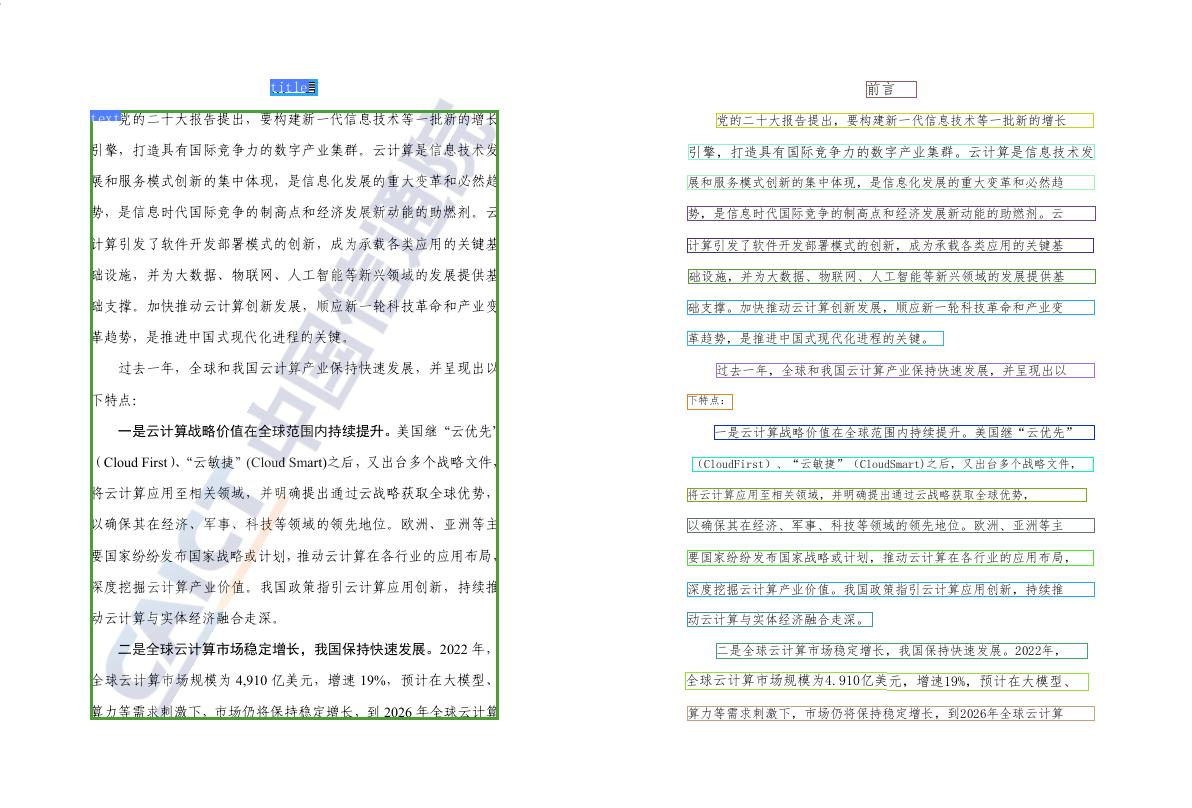 title
text
党的二十大报告提出，要构建新一代信息技术等一批新的增长
引擎，打造具有国际竞争力的数字产业集群。云计算是信息技术发
展和服务模式创新的集中体现，是信息化发展的重大变革和必然趋
势，是信息时代国际竞争的制高点和经济发展新动能的助燃剂。云
计算引发了软件开发部署模式的创新，成为承载各类应用的关键基
础设施，并为大数据、物联网、人工智能等新兴领域的发展提供基
础支撑。加快推动云计算创新发展，顺应新一轮科技革命和产业变
革趋势，是推进中国式现代化进程的关键。
过去一年，全球和我国云计算产业保持快速发展，并呈现出以
下特点：
一是云计算战略价值在全球范围内持续提升。美国继“云优先”
（Cloud First）、“云敏捷”(Cloud Smart)之后，又出台多个战略文件，
将云计算应用至相关领域，并明确提出通过云战略获取全球优势，
以确保其在经济、军事、科技等领域的领先地位。欧洲、亚洲等主
要国家纷纷发布国家战略或计划，推动云计算在各行业的应用布局，
深度挖掘云计算产业价值。我国政策指引云计算应用创新，持续推
动云计算与实体经济融合走深。
二是全球云计算市场稳定增长，我国保持快速发展。2022 年，
全球云计算市场规模为 4,910 亿美元，增速 19%，预计在大模型、
算力等需求刺激下，市场仍将保持稳定增长，到 2026 年全球云计算
CAICT 中国信通院
前言
党的二十大报告提出，要构建新一代信息技术等一批新的增长
引擎，打造具有国际竞争力的数字产业集群。云计算是信息技术发
展和服务模式创新的集中体现，是信息化发展的重大变革和必然趋
势，是信息时代国际竞争的制高点和经济发展新动能的助燃剂。云
计算引发了软件开发部署模式的创新，成为承载各类应用的关键基
础设施，并为大数据、物联网、人工智能等新兴领域的发展提供基
础支撑。加快推动云计算创新发展，顺应新一轮科技革命和产业变
革趋势，是推进中国式现代化进程的关键。
过去一年，全球和我国云计算产业保持快速发展，并呈现出以
下特点：
一是云计算战略价值在全球范围内持续提升。美国继“云优先”
（CloudFirst）、“云敏捷”（CloudSmart)之后，又出台多个战略文件，
将云计算应用至相关领域，并明确提出通过云战略获取全球优势，
以确保其在经济、军事、科技等领域的领先地位。欧洲、亚洲等主
要国家纷纷发布国家战略或计划，推动云计算在各行业的应用布局，
深度挖掘云计算产业价值。我国政策指引云计算应用创新，持续推
动云计算与实体经济融合走深。
二是全球云计算市场稳定增长，我国保持快速发展。2022年，
全球云计算市场规模为4.910亿美元，增速19%，预计在大模型、
算力等需求刺激下，市场仍将保持稳定增长，到2026年全球云计算